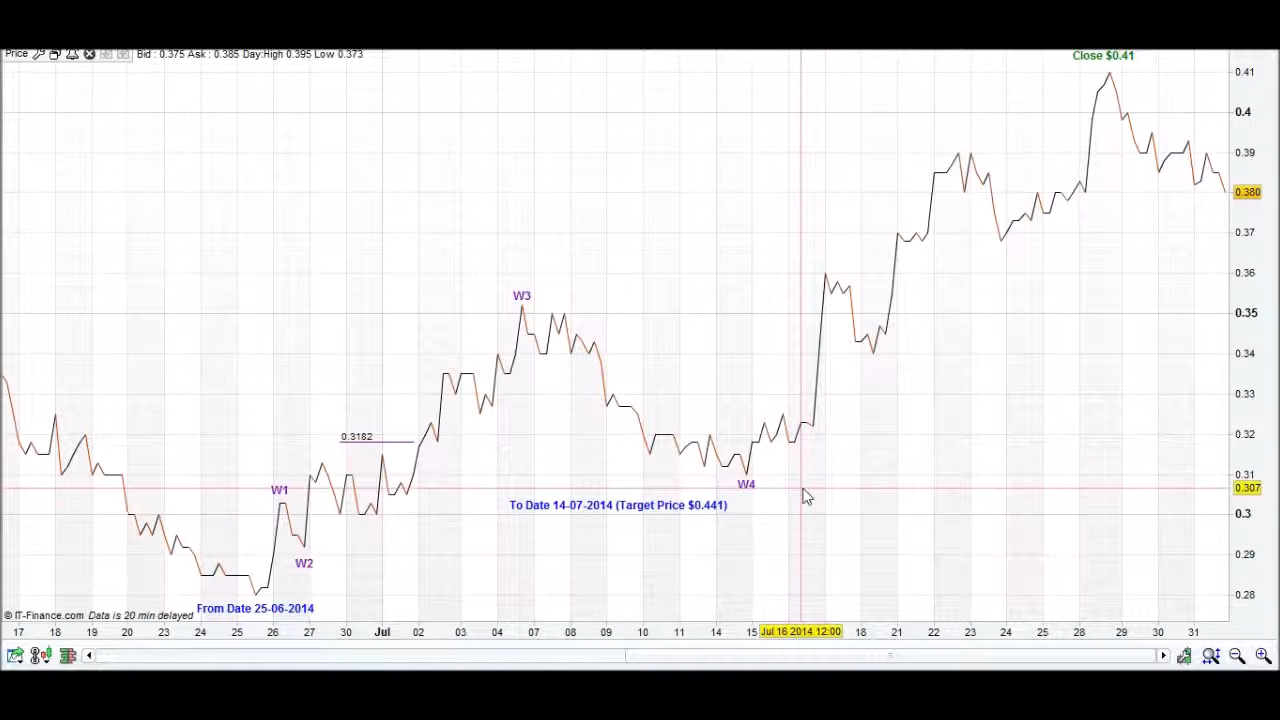 Price Bid : 0.375 Ask : 0.385 Day:High 0.395 Low 0.373
Close $0.41
0.41
0.4
0.39
0.380
0.37
0.36
W3
0.35
0.34
0.33
0.3182
0.32
0.31
W1
W4
0.307
To Date 14-07-2014 (Target Price $0.441)
0.3
W2
0.29
0.28
From Date 25-06-2014
© IT-Finance.com Data is 20 min delayed
17 18 19 20 24 25 26 27 30 Jul 02 03 04 07 08 09 10 11 14 15 Jul 16 2014 12:00 18 21 22 23 24 25 28 29 30 31